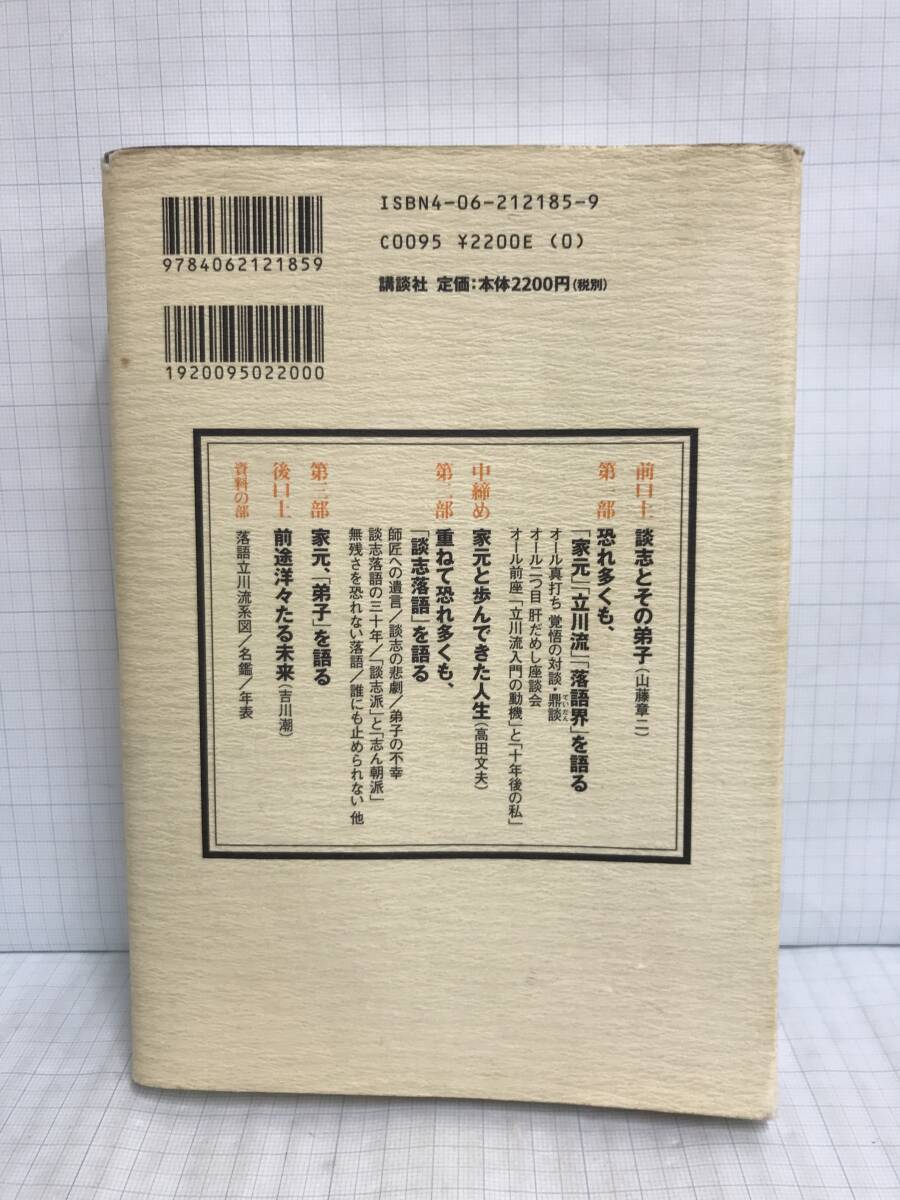 ISBN4-06-212185-9
C0095 ¥2200E (0)
9784062121859
講談社 定価:本体2200円(税別)
1920095022000
前口上 談志とその弟子(山藤章二)
第一部 恐れ多くも、
「家元」「立川流」「落語界」を語る
オール真打ち 覚悟の対談・鼎談
ていだん
オール二つ目 肝だめし座談会
オール前座「立川流入門の動機」と「十年後の私」
中締め 家元と歩んできた人生(高田文夫)
第二部 重ねて恐れ多くも、
「談志落語」を語る
師匠への遺言/談志の悲劇/弟子の不幸
談志落語の三十年/「談志派」と「志ん朝派」
無残さを恐れない落語/誰にも止められない 他
第三部 家元、「弟子」を語る
後口上 前途洋々たる未来(吉川潮)
資料の部 落語立川流系図/名鑑/年表